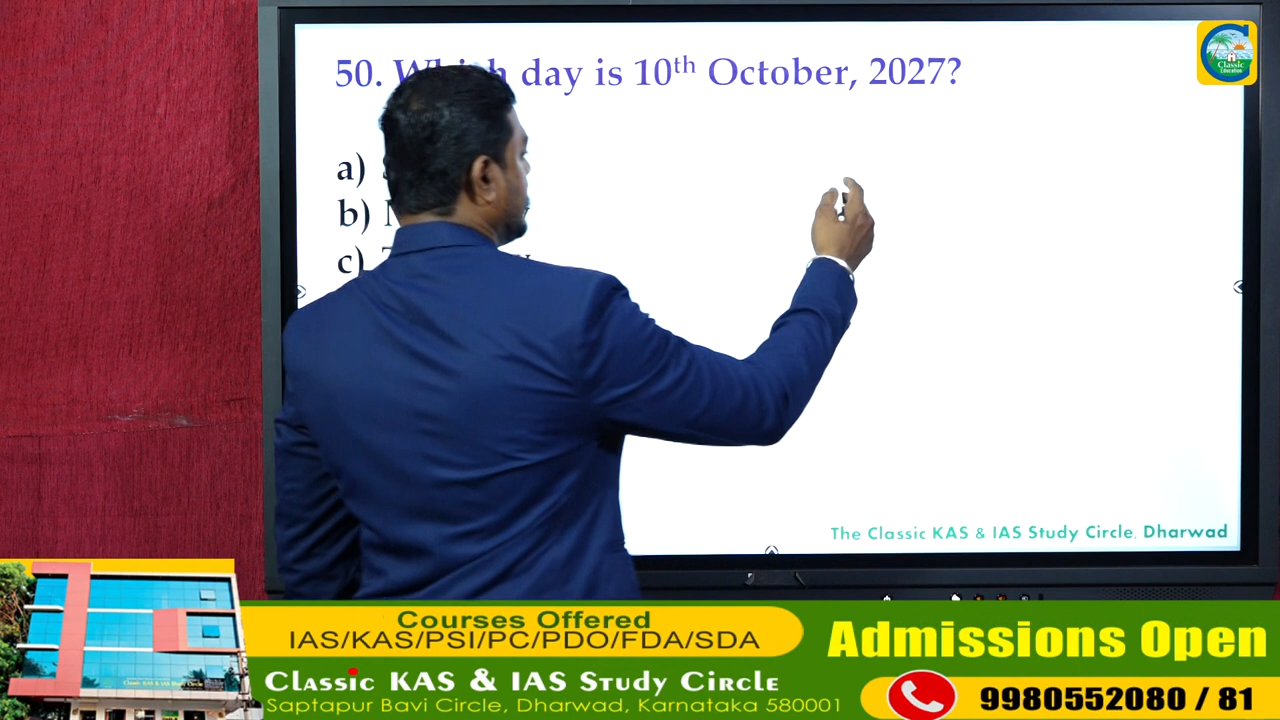 50. Which day is 10th October, 2027?
a)
b)
c)
Classic
Education
The Classic KAS & IAS Study Circle, Dharwad
Courses Offered
IAS/KAS/PSI/PC/PDO/FDA/SDA
Classic KAS & IAS Study Circle
Saptapur Bavi Circle, Dharwad, Karnataka 580001
Admissions Open
9980552080 / 81